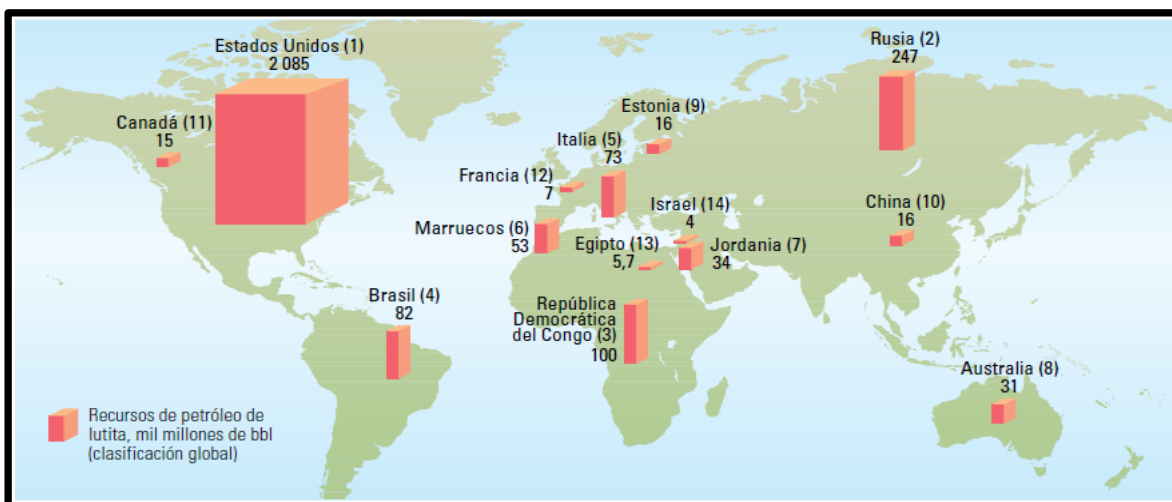 Estados Unidos (1)
2 085
Rusia (2)
247
Canadá (11)
15
Estonia (9)
16
Italia (5)
73
Francia (12)
7
Israel (14)
4
China (10)
16
Marruecos (6)
53
Egipto (13)
5,7
Jordania (7)
34
Brasil (4)
82
República
Democrática
del Congo (3)
100
Australia (8)
31
Recursos de petróleo de
lutita, mil millones de bbl
(clasificación global)